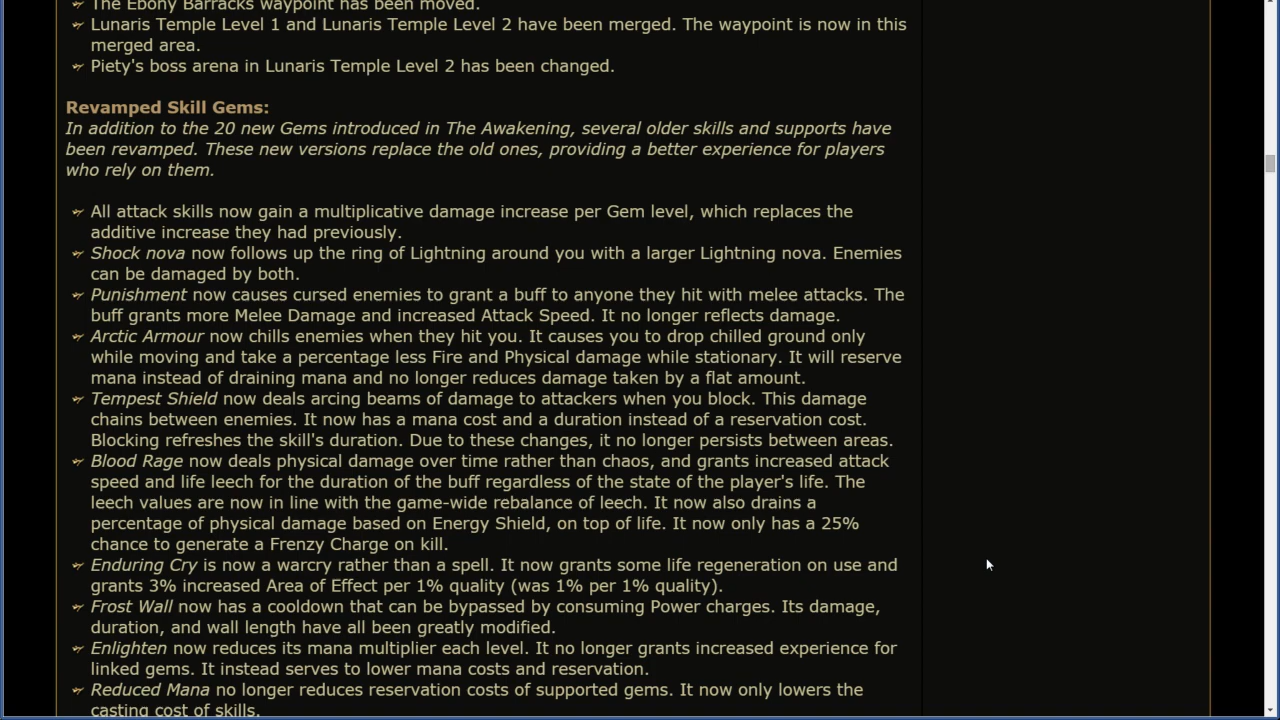 The Ebony Barracks waypoint has been moved.
Lunaris Temple Level 1 and Lunaris Temple Level 2 have been merged. The waypoint is now in this
merged area.
Piety's boss arena in Lunaris Temple Level 2 has been changed.
Revamped Skill Gems:
In addition to the 20 new Gems introduced in The Awakening, several older skills and supports have
been revamped. These new versions replace the old ones, providing a better experience for players
who rely on them.
All attack skills now gain a multiplicative damage increase per Gem level, which replaces the
additive increase they had previously.
Shock nova now follows up the ring of Lightning around you with a larger Lightning nova. Enemies
can be damaged by both.
Punishment now causes cursed enemies to grant a buff to anyone they hit with melee attacks. The
buff grants more Melee Damage and increased Attack Speed. It no longer reflects damage.
Arctic Armour now chills enemies when they hit you. It causes you to drop chilled ground only
while moving and take a percentage less Fire and Physical damage while stationary. It will reserve
mana instead of draining mana and no longer reduces damage taken by a flat amount.
Tempest Shield now deals arcing beams of damage to attackers when you block. This damage
chains between enemies. It now has a mana cost and a duration instead of a reservation cost.
Blocking refreshes the skill's duration. Due to these changes, it no longer persists between areas.
Blood Rage now deals physical damage over time rather than chaos, and grants increased attack
speed and life leech for the duration of the buff regardless of the state of the player's life. The
leech values are now in line with the game-wide rebalance of leech. It now also drains a
percentage of physical damage based on Energy Shield, on top of life. It now only has a 25%
chance to generate a Frenzy Charge on kill.
Enduring Cry is now a warcry rather than a spell. It now grants some life regeneration on use and
grants 3% increased Area of Effect per 1% quality (was 1% per 1% quality).
Frost Wall now has a cooldown that can be bypassed by consuming Power charges. Its damage,
duration, and wall length have all been greatly modified.
Enlighten now reduces its mana multiplier each level. It no longer grants increased experience for
linked gems. It instead serves to lower mana costs and reservation.
Reduced Mana no longer reduces reservation costs of supported gems. It now only lowers the
casting cost of skills.